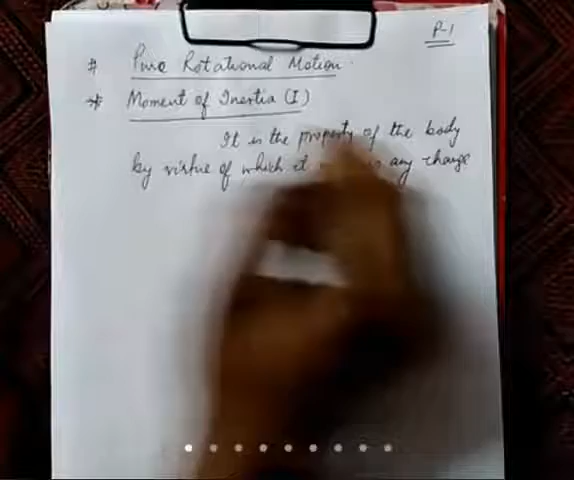 P-1
# Pure Rotational Motion.
* Moment of Inertia (I)
It is the property of the body
by virtue of which it any change